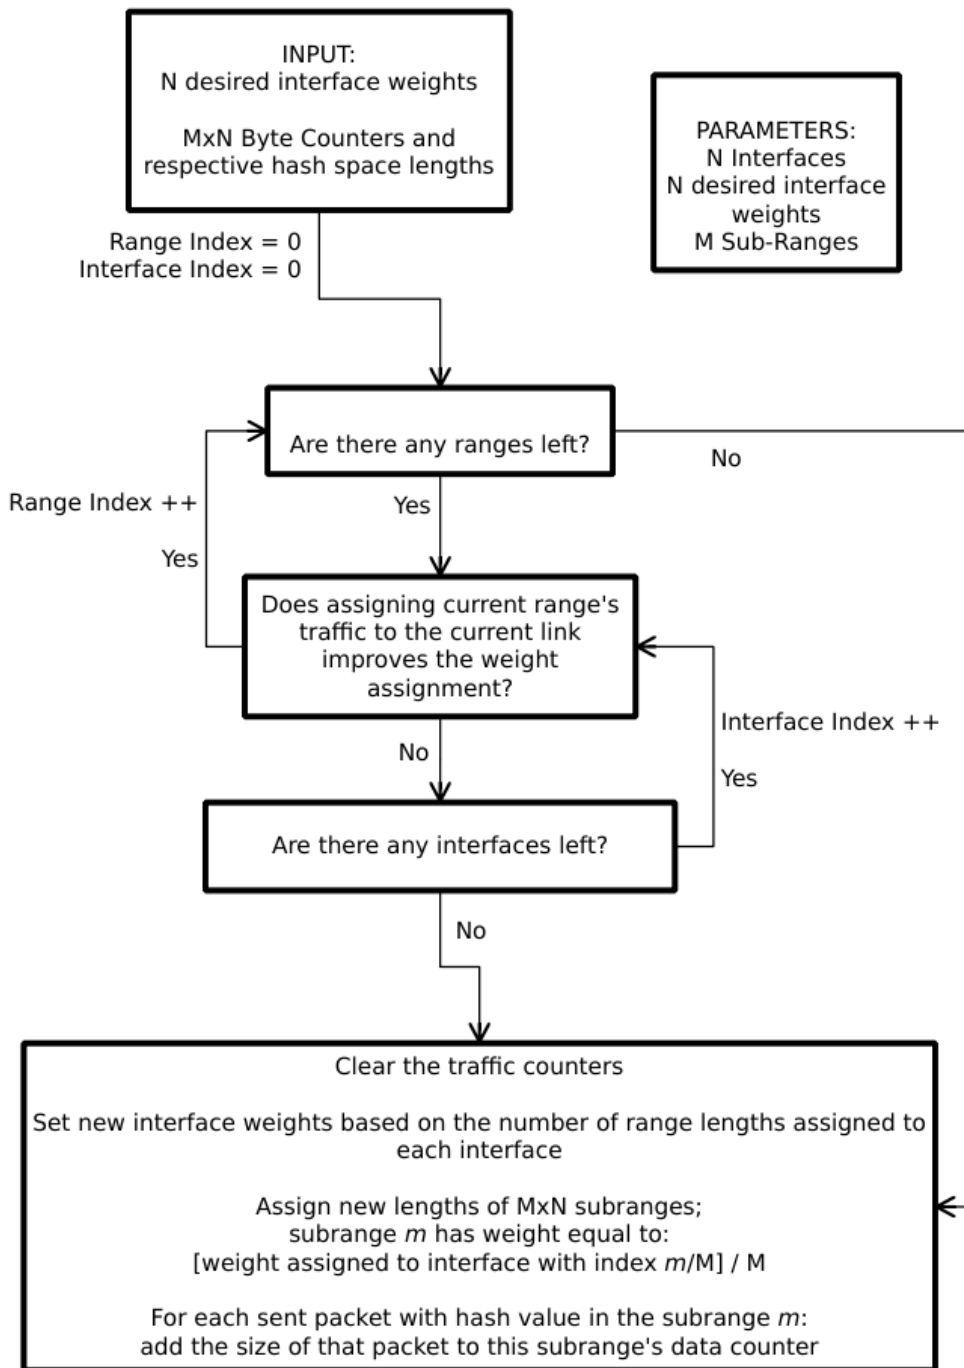 INPUT:
N desired interface weights
MxN Byte Counters and
respective hash space lengths
PARAMETERS:
N Interfaces
N desired interface
weights
M Sub-Ranges
Range Index = 0
Interface Index = 0
Are there any ranges left?
No
Range Index ++
Yes
Yes
Does assigning current range's
traffic to the current link
improves the weight
assignment?
Interface Index ++
Yes
No
Are there any interfaces left?
No
Clear the traffic counters
Set new interface weights based on the number of range lengths assigned to
each interface
Assign new lengths of MxN subranges;
subrange m has weight equal to:
[weight assigned to interface with index m/M] / M
For each sent packet with hash value in the subrange m:
add the size of that packet to this subrange's data counter